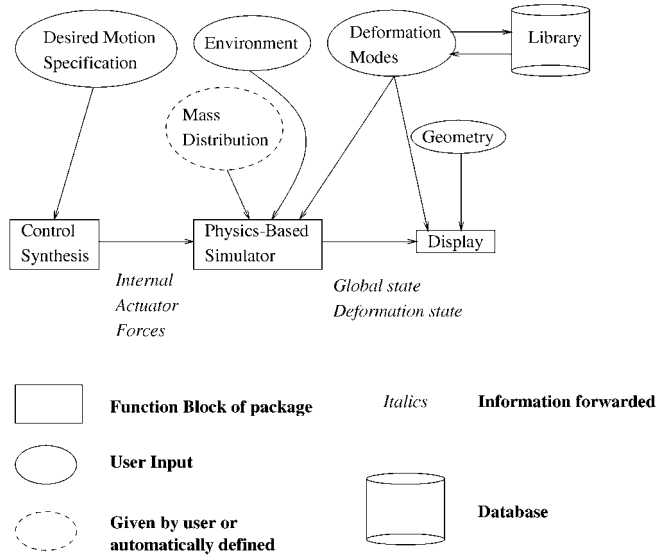 Desired Motion
Specification
Environment
Deformation
Modes
Library
Mass
Distribution
Geometry
Control
Synthesis
Physics-Based
Simulator
Display
Internal
Actuator
Forces
Global state
Deformation state
Function Block of package
Italics
Information forwarded
User Input
Database
Given by user or
automatically defined